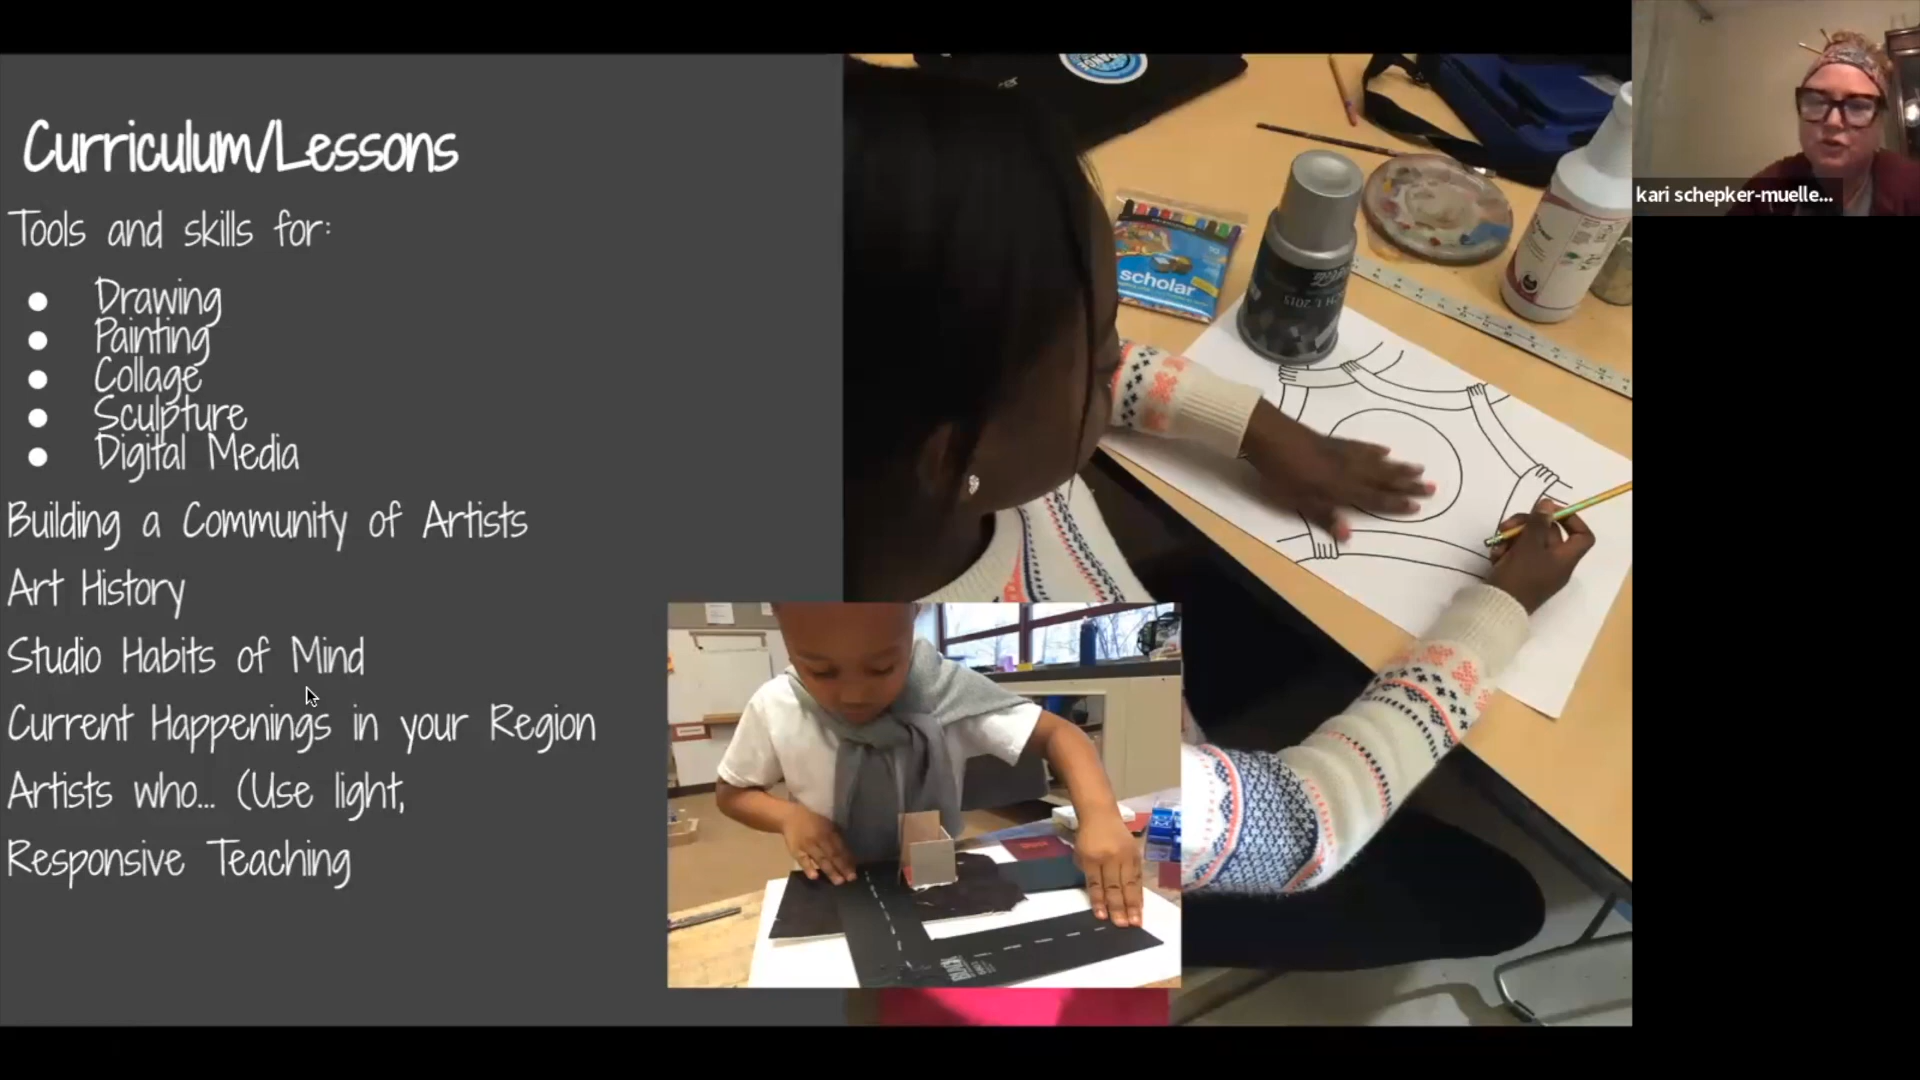 Curriculum/Lessons
Tools and skills for:
Drawing
Painting
Collage
Sculpture
Digital Media
Building a Community of Artists
Art History
Studio Habits of Mind
Current Happenings in your Region
Artists who... (Use light,
Responsive Teaching
scholar
kari schepker-muelle...